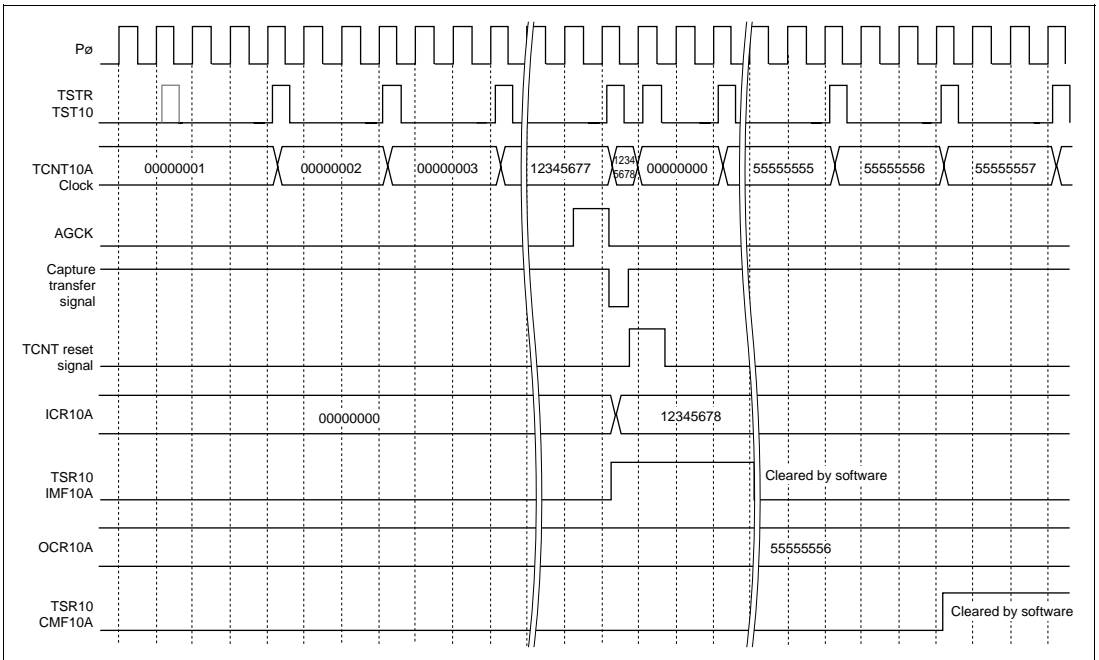 Pø
TSTR
TST10
TCNT10A
Clock
00000001
00000002
00000003
12345677
1234
5678
00000000
55555555
55555556
55555557
AGCK
Capture
transfer
signal
TCNT reset
signal
ICR10A
00000000
12345678
TSR10
IMF10A
Cleared by software
OCR10A
55555556
TSR10
CMF10A
Cleared by software